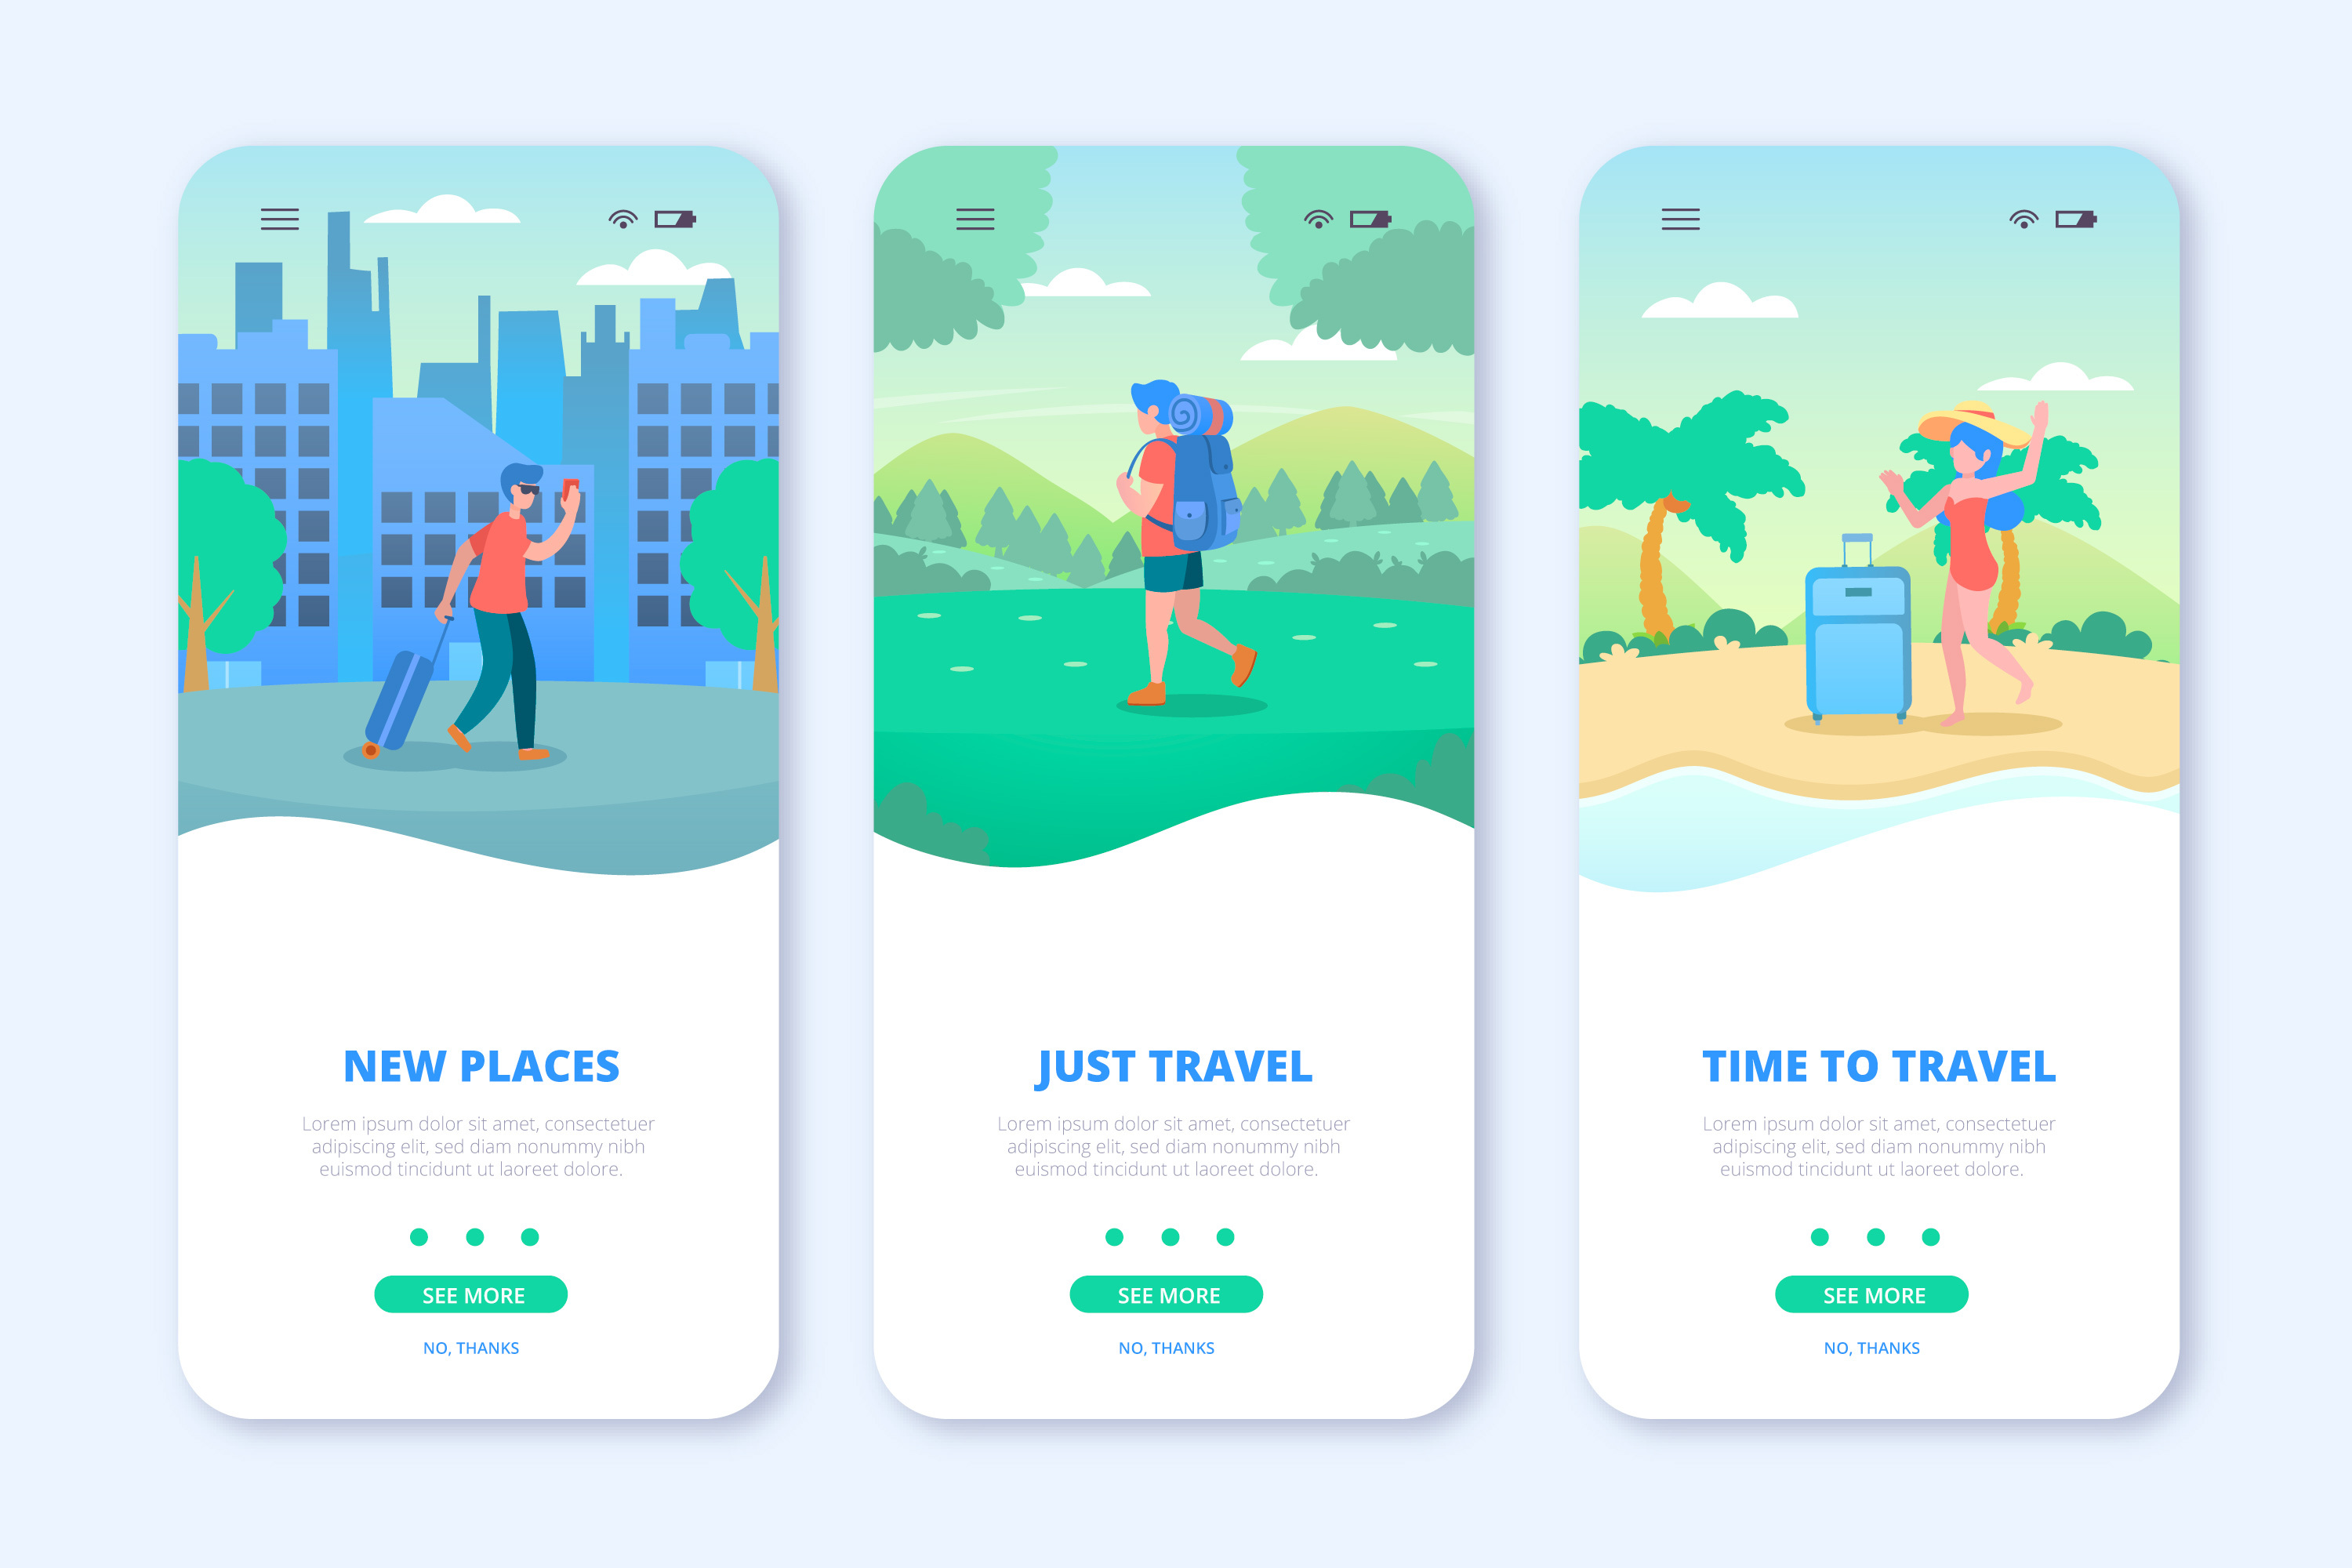 NEW PLACES
Lorem ipsum dolor sit amet, consectetuer
adipiscing elit, sed diam nonummy nibh
euismod tincidunt ut laoreet dolore.
SEE MORE
NO, THANKS
JUST TRAVEL
Lorem ipsum dolor sit amet, consectetuer
adipiscing elit, sed diam nonummy nibh
euismod tincidunt ut laoreet dolore.
SEE MORE
NO, THANKS
TIME TO TRAVEL
Lorem ipsum dolor sit amet, consectetuer
adipiscing elit, sed diam nonummy nibh
euismod tincidunt ut laoreet dolore.
SEE MORE
NO, THANKS